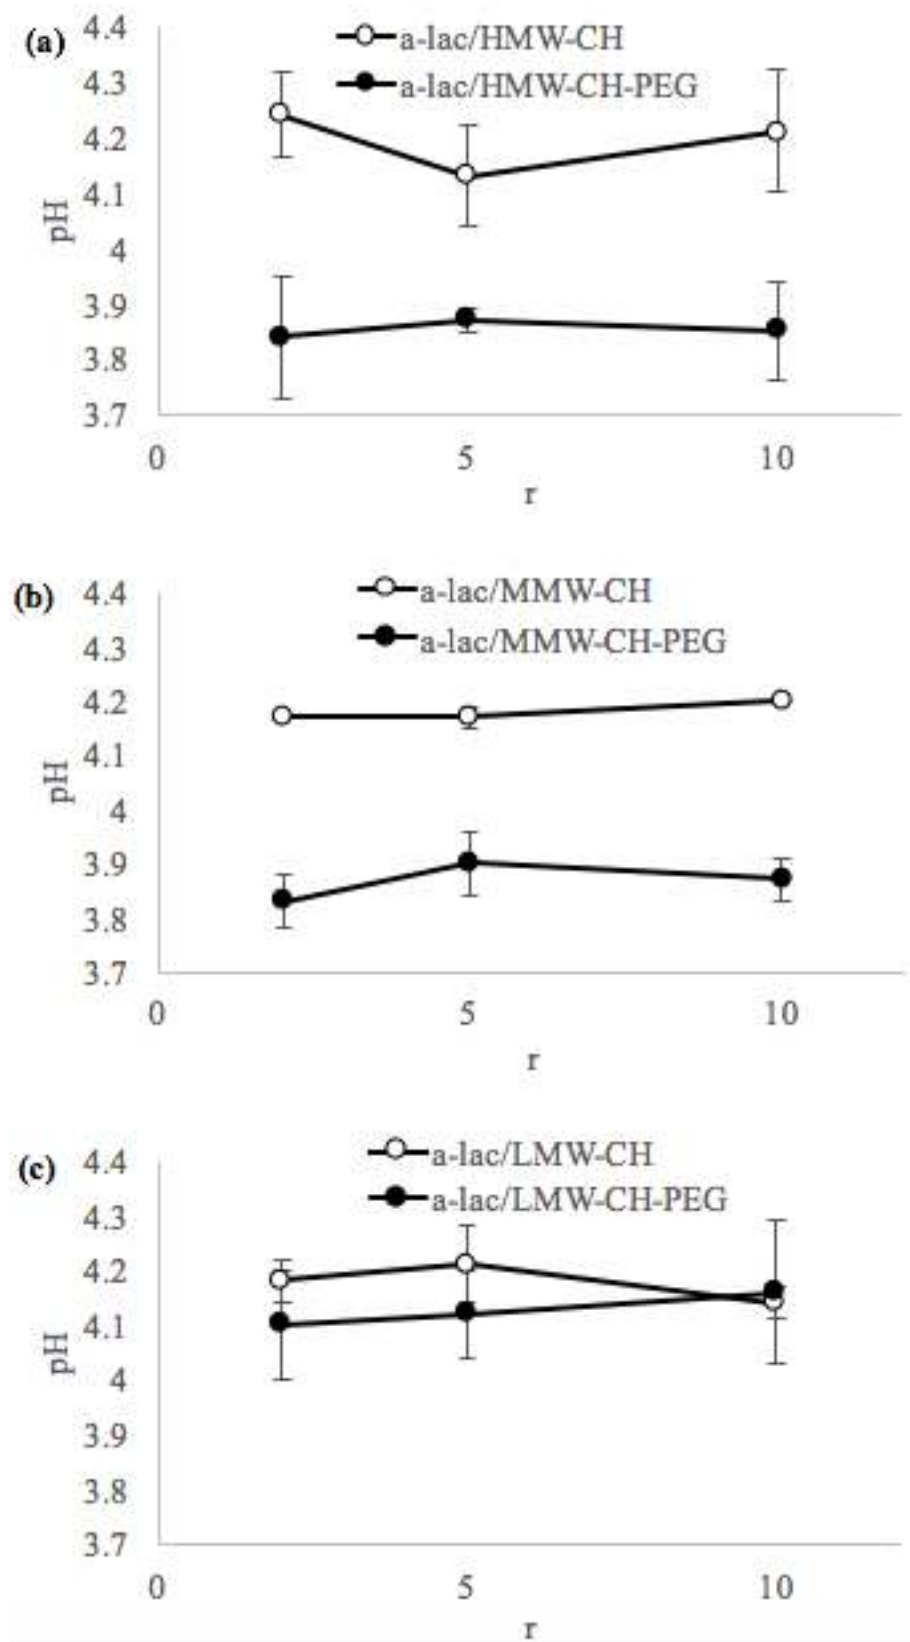 (a)
4.4
a-lac/HMW-CH
4.3
a-lac/HMW-CH-PEG
4.2
4.1
pH
4
3.9
3.8
3.7
0 5 10
r
(b)
4.4
a-lac/MMW-CH
4.3
a-lac/MMW-CH-PEG
4.2
4.1
pH
4
3.9
3.8
3.7
0 5 10
r
(c)
4.4
a-lac/LMW-CH
4.3
a-lac/LMW-CH-PEG
4.2
4.1
pH
4
3.9
3.8
3.7
0 5 10
r